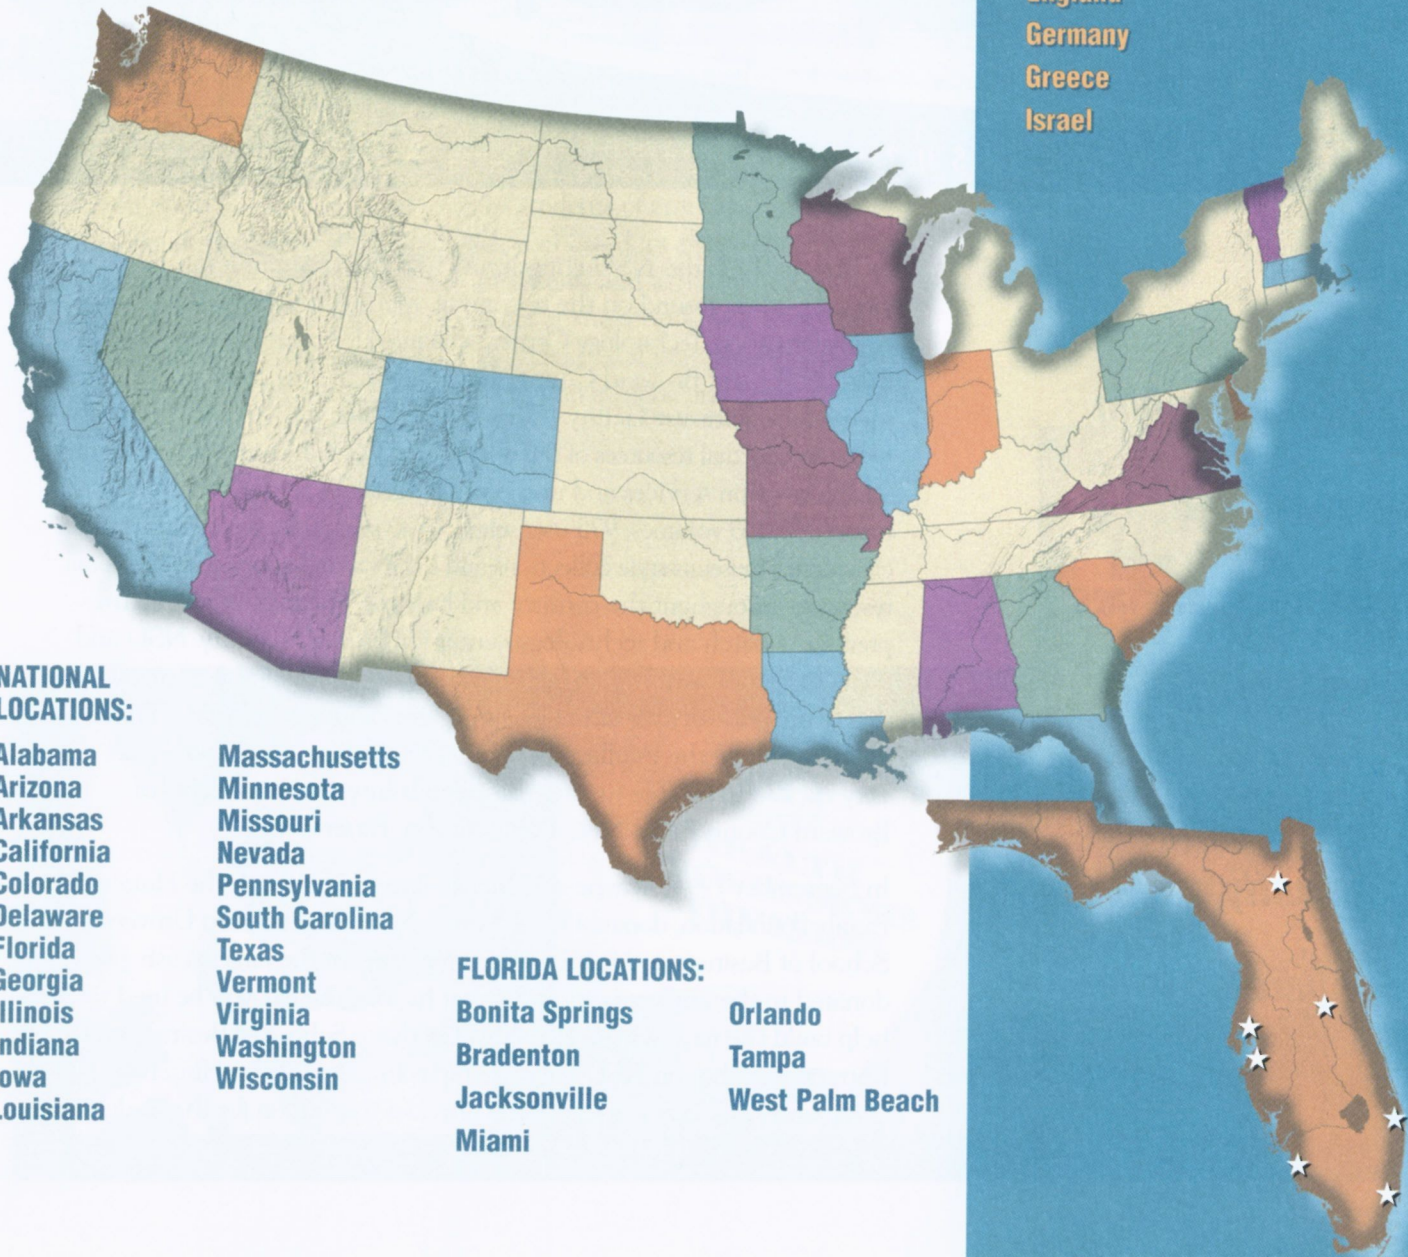 England
Germany
Greece
Israel
NATIONAL
LOCATIONS:
Alabama
Arizona
Arkansas
California
Colorado
Delaware
Florida
Georgia
Illinois
Indiana
Iowa
Louisiana
Massachusetts
Minnesota
Missouri
Nevada
Pennsylvania
South Carolina
Texas
Vermont
Virginia
Washington
Wisconsin
FLORIDA LOCATIONS:
Bonita Springs
Bradenton
Jacksonville
Miami
Orlando
Tampa
West Palm Beach